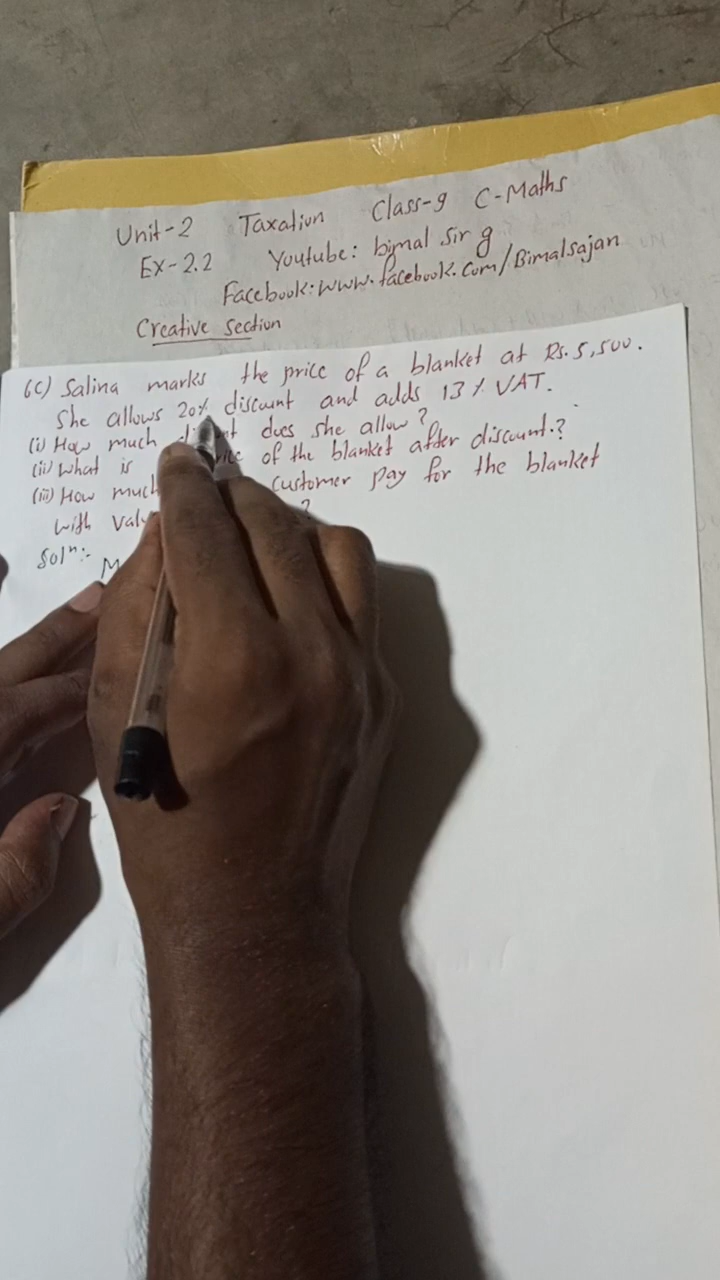 Unit-2 Taxation Class-9 C-Maths
Ex-2.2 Youtube: bimal sir g
Facebook: www.facebook.com/Bimalsajan
Creative section
6C) Salina marks the price of a blanket at Rs. 5,500.
She allows 20% discount and adds 13% VAT.
(i) How much does she allow?
(ii) What is of the blanket after discount.?
(iii) How much customer pay for the blanket
with ?
Solⁿ:- M